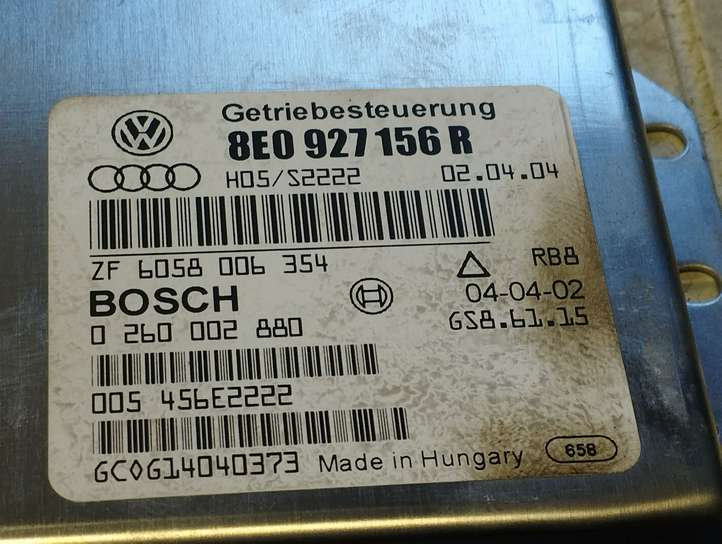 Getriebesteuerung
8E0 927 156 R
H05/S2222 02.04.04
ZF 6058 006 354 RB8
BOSCH 04-04-02
0 260 002 880 GS8.61.15
005 456E2222
GC0G14040373 Made in Hungary 658